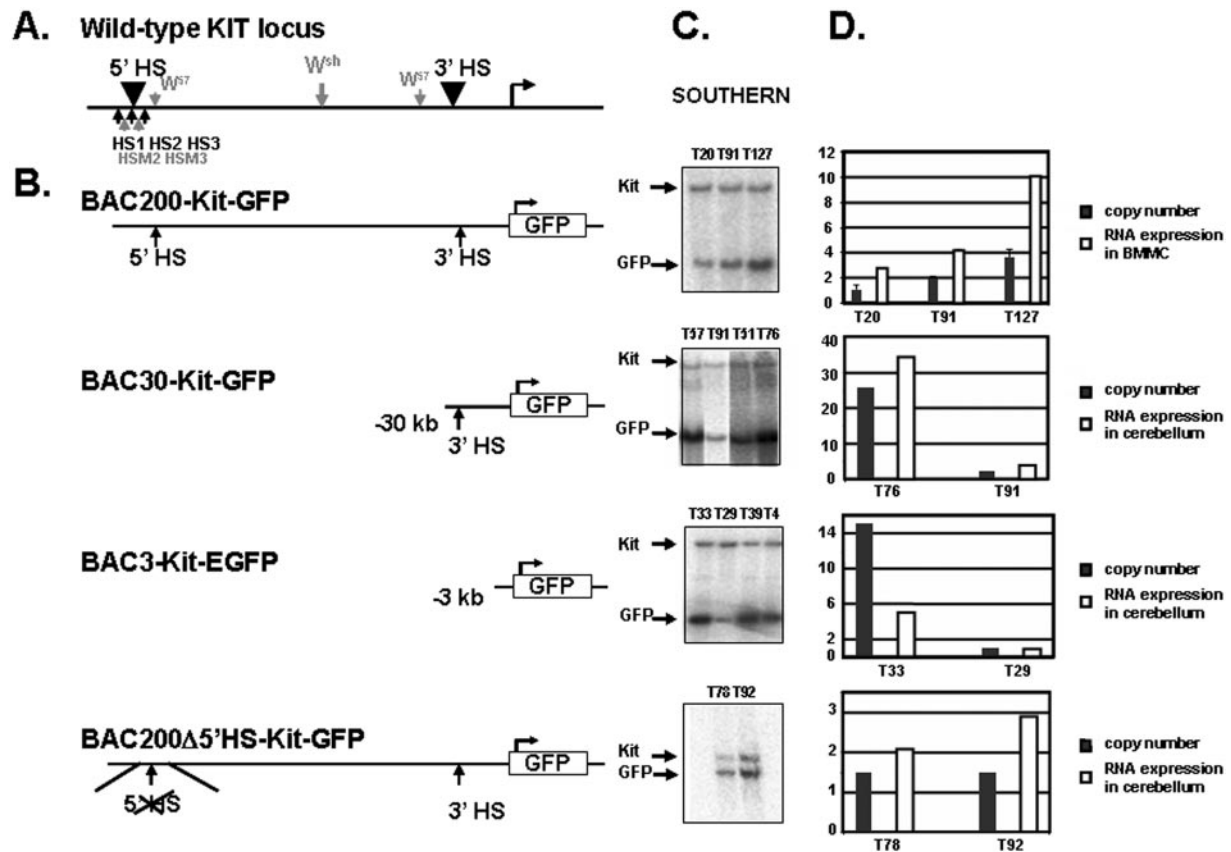 A.
Wild-type KIT locus
5' HS
W57
Wsh
W57
3' HS
HS1 HS2 HS3
HSM2 HSM3
B.
BAC200-Kit-GFP
GFP
5' HS
3' HS
BAC30-Kit-GFP
GFP
-30 kb
3' HS
BAC3-Kit-EGFP
GFP
-3 kb
BAC200Δ5'HS-Kit-GFP
GFP
3' HS
C.
SOUTHERN
T20 T91 T127
Kit
GFP
T57 T91 T51 T76
Kit
GFP
T33 T29 T39 T4
Kit
GFP
T78 T92
Kit
GFP
D.
12
10
8
6
4
2
0
T20 T91 T127
copy number
RNA expression
in BMMC
40
30
20
10
0
T76 T91
copy number
RNA expression
in cerebellum
14
14
6
2
0
T33 T29
copy number
RNA expression
in cerebellum
3
2
1
0
T78 T92
copy number
RNA expression
in cerebellum